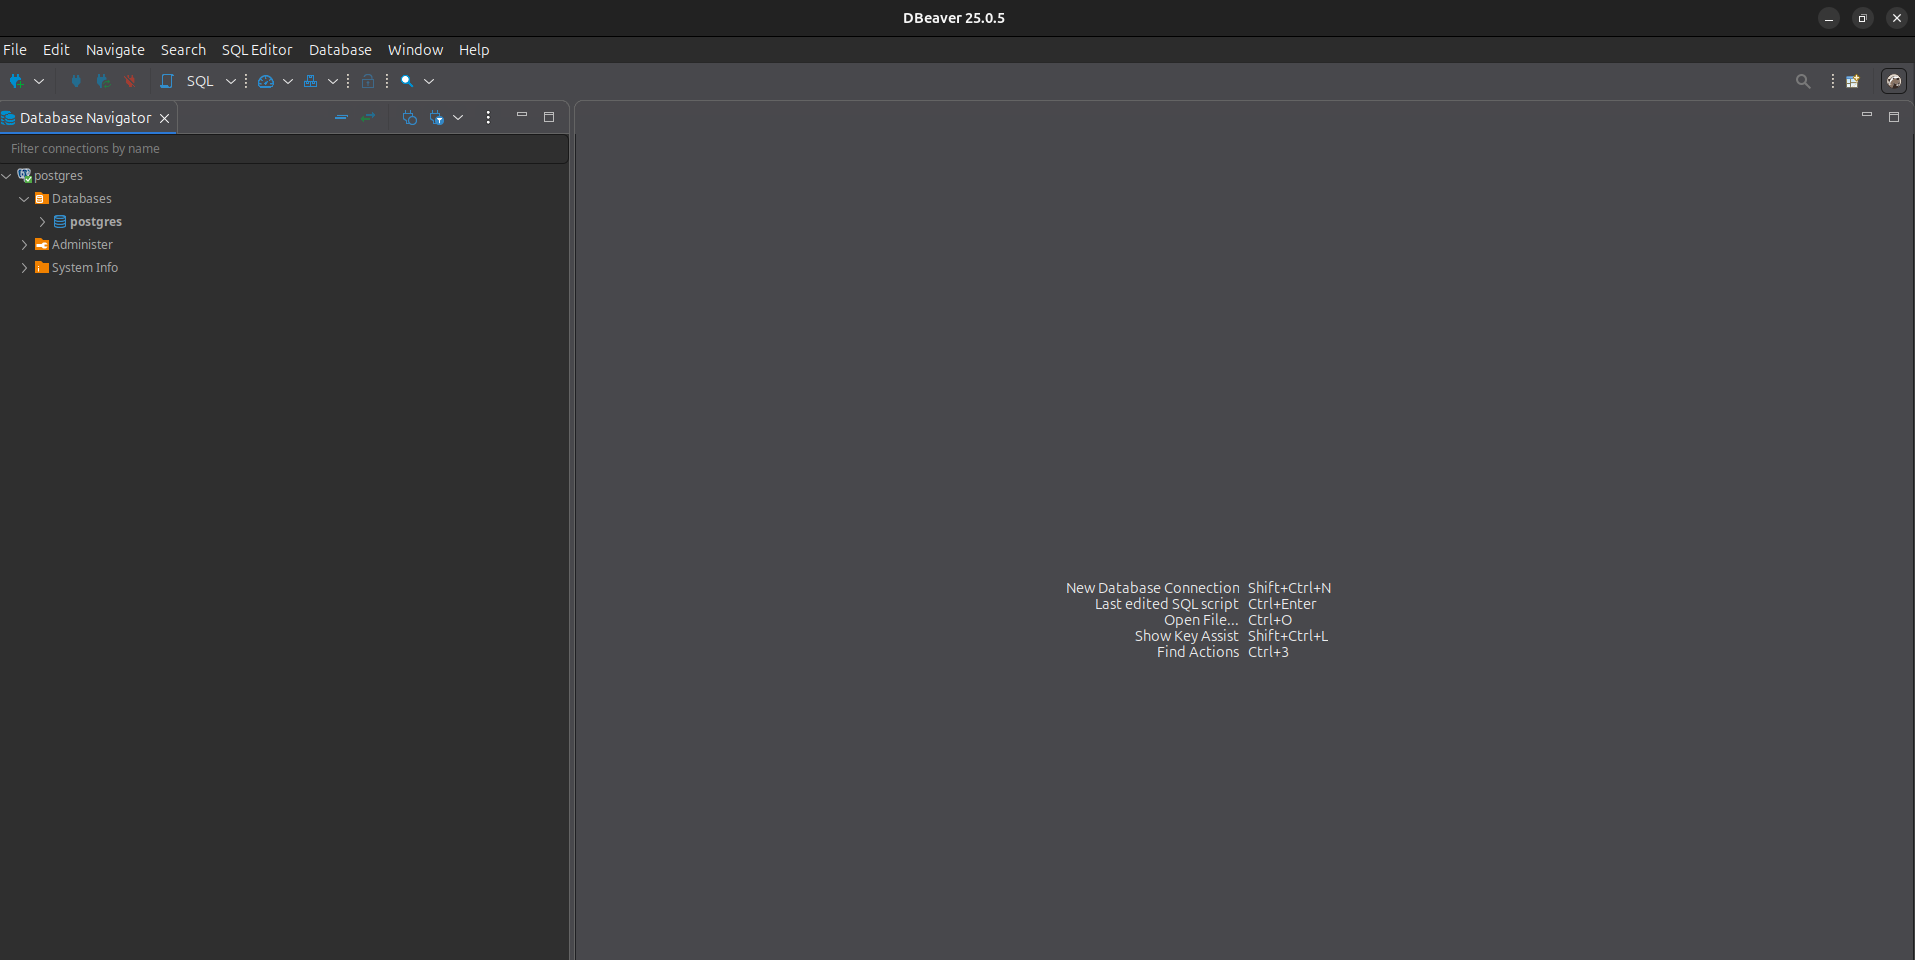 DBeaver 25.0.5
File Edit Navigate Search SQL Editor Database Window Help
SQL
Database Navigator
Filter connections by name
postgres
Databases
postgres
Administer
System Info
New Database Connection Shift+Ctrl+N
Last edited SQL script Ctrl+Enter
Open File... Ctrl+O
Show Key Assist Shift+Ctrl+L
Find Actions Ctrl+3